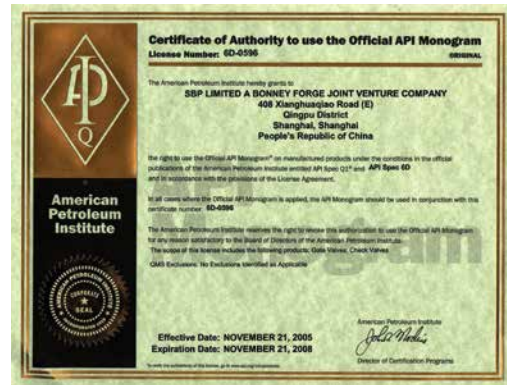 Certificate of Authority to use the Official API Monogram
License Number: 6D-0596
ORIGINAL
The American Petroleum Institute hereby grants to
SBP LIMITED A BONNEY FORGE JOINT VENTURE COMPANY
408 Xianghuaqiao Road (E)
Qingpu District
Shanghai, Shanghai
People's Republic of China
the right to use the Official API Monogram® on manufactured products under the conditions in the official
publications of the American Petroleum Institute entitled API Spec Q1® and API Spec 6D
and in accordance with the provisions of the License Agreement.
In all cases where the Official API Monogram is applied, the API Monogram should be used in conjunction with this
certificate number: 6D-0596
The American Petroleum Institute reserves the right to revoke this authorization to use the Official API Monogram
for any reason satisfactory to the Board of Directors of the American Petroleum Institute.
The scope of this license includes the following products: Gate Valves; Check Valves
QMS Exclusions: No Exclusions Identified as Applicable
American Petroleum Institute
Effective Date: NOVEMBER 21, 2005
Expiration Date: NOVEMBER 21, 2008
Director of Certification Programs
API
Q
American
Petroleum
Institute
CORPORATE
SEAL